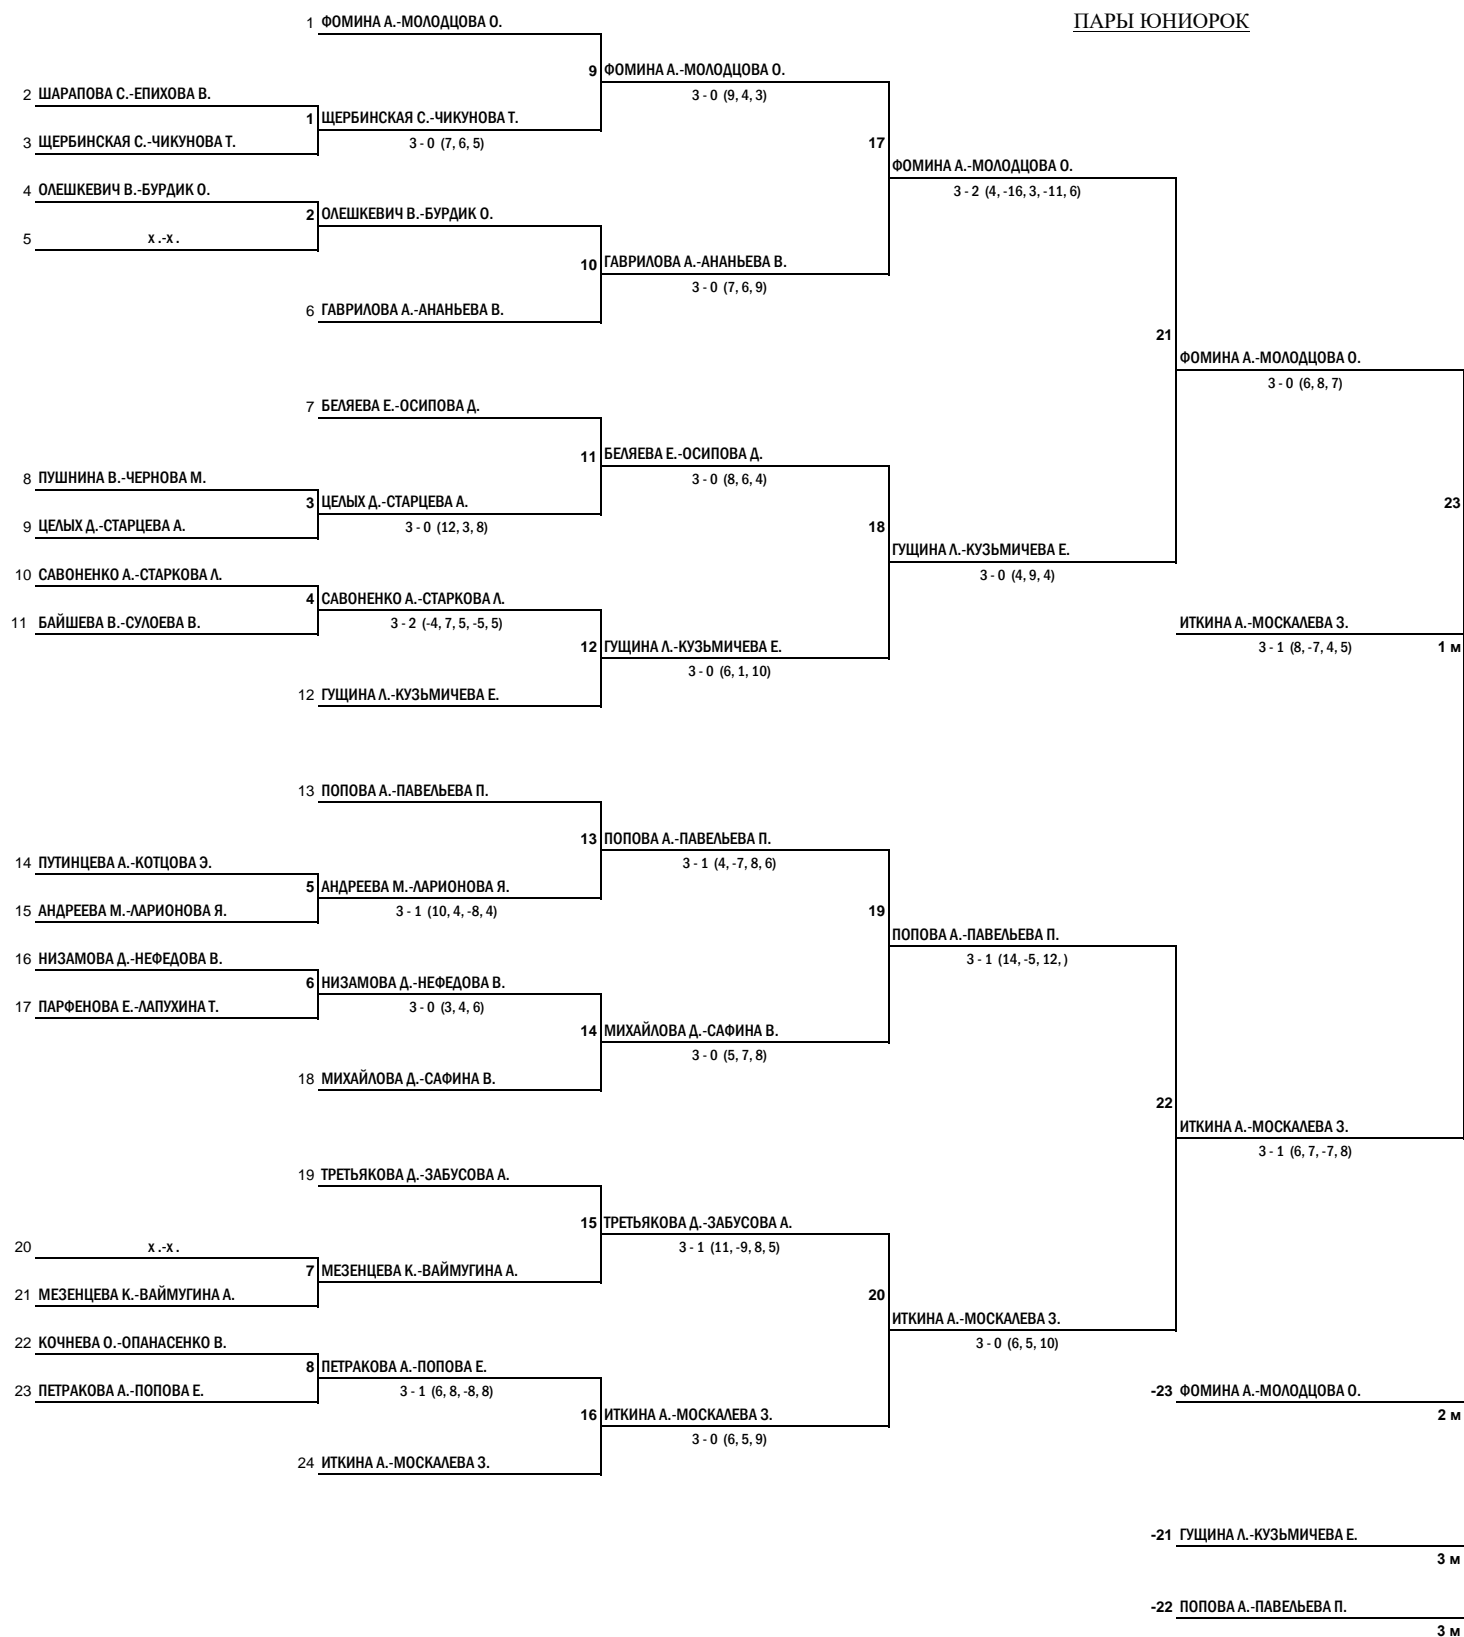 ПАРЫ ЮНИОРОК
1 ФОМИНА А.-МОЛОДЦОВА О.
9 ФОМИНА А.-МОЛОДЦОВА О.
3 - 0 (9, 4, 3)
2 ШАРАПОВА С.-ЕПИХОВА В.
1 ЩЕРБИНСКАЯ С.-ЧИКУНОВА Т.
3 - 0 (7, 6, 5)
3 ЩЕРБИНСКАЯ С.-ЧИКУНОВА Т.
17
ФОМИНА А.-МОЛОДЦОВА О.
3 - 2 (4, -16, 3, -11, 6)
4 ОЛЕШКЕВИЧ В.-БУРДИК О.
2 ОЛЕШКЕВИЧ В.-БУРДИК О.
5 х .-х .
10 ГАВРИЛОВА А.-АНАНЬЕВА В.
3 - 0 (7, 6, 9)
6 ГАВРИЛОВА А.-АНАНЬЕВА В.
21
ФОМИНА А.-МОЛОДЦОВА О.
3 - 0 (6, 8, 7)
7 БЕЛЯЕВА Е.-ОСИПОВА Д.
11 БЕЛЯЕВА Е.-ОСИПОВА Д.
3 - 0 (8, 6, 4)
8 ПУШНИНА В.-ЧЕРНОВА М.
3 ЦЕЛЫХ Д.-СТАРЦЕВА А.
3 - 0 (12, 3, 8)
23
9 ЦЕЛЫХ Д.-СТАРЦЕВА А.
18
ГУЩИНА Л.-КУЗЬМИЧЕВА Е.
3 - 0 (4, 9, 4)
10 САВОНЕНКО А.-СТАРКОВА Л.
4 САВОНЕНКО А.-СТАРКОВА Л.
3 - 2 (-4, 7, 5, -5, 5)
11 БАЙШЕВА В.-СУЛОЕВА В.
ИТКИНА А.-МОСКАЛЕВА З.
3 - 1 (8, -7, 4, 5) 1 м
12 ГУЩИНА Л.-КУЗЬМИЧЕВА Е.
3 - 0 (6, 1, 10)
12 ГУЩИНА Л.-КУЗЬМИЧЕВА Е.
13 ПОПОВА А.-ПАВЕЛЬЕВА П.
13 ПОПОВА А.-ПАВЕЛЬЕВА П.
3 - 1 (4, -7, 8, 6)
14 ПУТИНЦЕВА А.-КОТЦОВА Э.
5 АНДРЕЕВА М.-ЛАРИОНОВА Я.
3 - 1 (10, 4, -8, 4)
15 АНДРЕЕВА М.-ЛАРИОНОВА Я.
19
ПОПОВА А.-ПАВЕЛЬЕВА П.
3 - 1 (14, -5, 12, )
16 НИЗАМОВА Д.-НЕФЕДОВА В.
6 НИЗАМОВА Д.-НЕФЕДОВА В.
3 - 0 (3, 4, 6)
17 ПАРФЕНОВА Е.-ЛАПУХИНА Т.
14 МИХАЙЛОВА Д.-САФИНА В.
3 - 0 (5, 7, 8)
18 МИХАЙЛОВА Д.-САФИНА В.
22
ИТКИНА А.-МОСКАЛЕВА З.
3 - 1 (6, 7, -7, 8)
19 ТРЕТЬЯКОВА Д.-ЗАБУСОВА А.
15 ТРЕТЬЯКОВА Д.-ЗАБУСОВА А.
3 - 1 (11, -9, 8, 5)
20 х .-х .
7 МЕЗЕНЦЕВА К.-ВАЙМУГИНА А.
21 МЕЗЕНЦЕВА К.-ВАЙМУГИНА А.
20
ИТКИНА А.-МОСКАЛЕВА З.
3 - 0 (6, 5, 10)
22 КОЧНЕВА О.-ОПАНАСЕНКО В.
8 ПЕТРАКОВА А.-ПОПОВА Е.
3 - 1 (6, 8, -8, 8)
23 ПЕТРАКОВА А.-ПОПОВА Е.
16 ИТКИНА А.-МОСКАЛЕВА З.
3 - 0 (6, 5, 9)
24 ИТКИНА А.-МОСКАЛЕВА З.
-23 ФОМИНА А.-МОЛОДЦОВА О.
2 м
-21 ГУЩИНА Л.-КУЗЬМИЧЕВА Е.
3 м
-22 ПОПОВА А.-ПАВЕЛЬЕВА П.
3 м